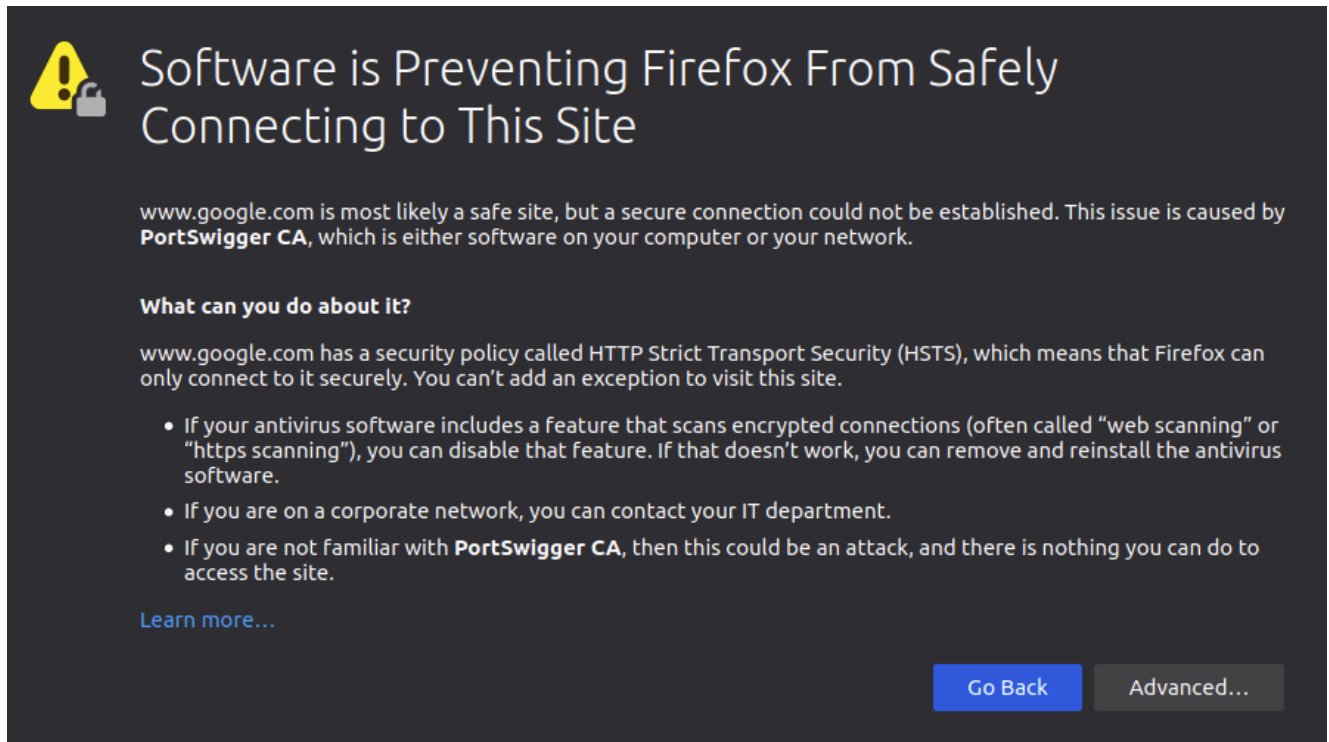 Software is Preventing Firefox From Safely
Connecting to This Site
www.google.com is most likely a safe site, but a secure connection could not be established. This issue is caused by
PortSwigger CA, which is either software on your computer or your network.
What can you do about it?
www.google.com has a security policy called HTTP Strict Transport Security (HSTS), which means that Firefox can
only connect to it securely. You can’t add an exception to visit this site.
• If your antivirus software includes a feature that scans encrypted connections (often called “web scanning” or
“https scanning”), you can disable that feature. If that doesn’t work, you can remove and reinstall the antivirus
software.
• If you are on a corporate network, you can contact your IT department.
• If you are not familiar with PortSwigger CA, then this could be an attack, and there is nothing you can do to
access the site.
Learn more…
Go Back
Advanced…